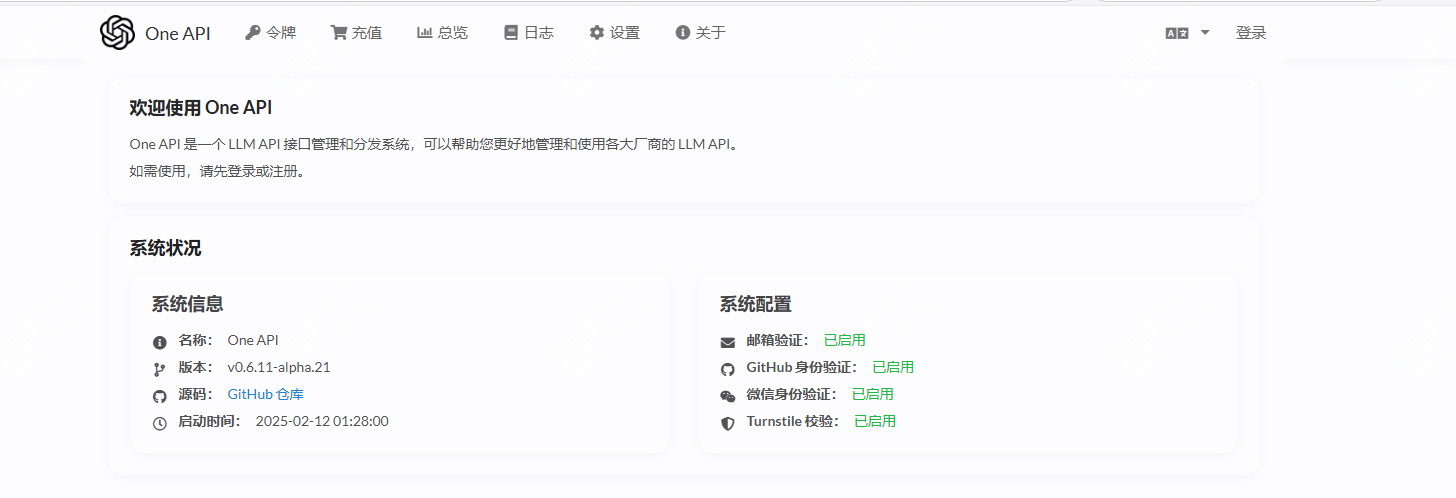 One API 令牌 充值 总览 日志 设置 关于 登录
欢迎使用 One API
One API 是一个 LLM API 接口管理和分发系统，可以帮助您更好地管理和使用各大厂商的 LLM API。
如需使用，请先登录或注册。
系统状况
系统信息
名称： One API
版本： v0.6.11-alpha.21
源码： GitHub 仓库
启动时间： 2025-02-12 01:28:00
系统配置
邮箱验证： 已启用
GitHub 身份验证： 已启用
微信身份验证： 已启用
Turnstile 校验： 已启用